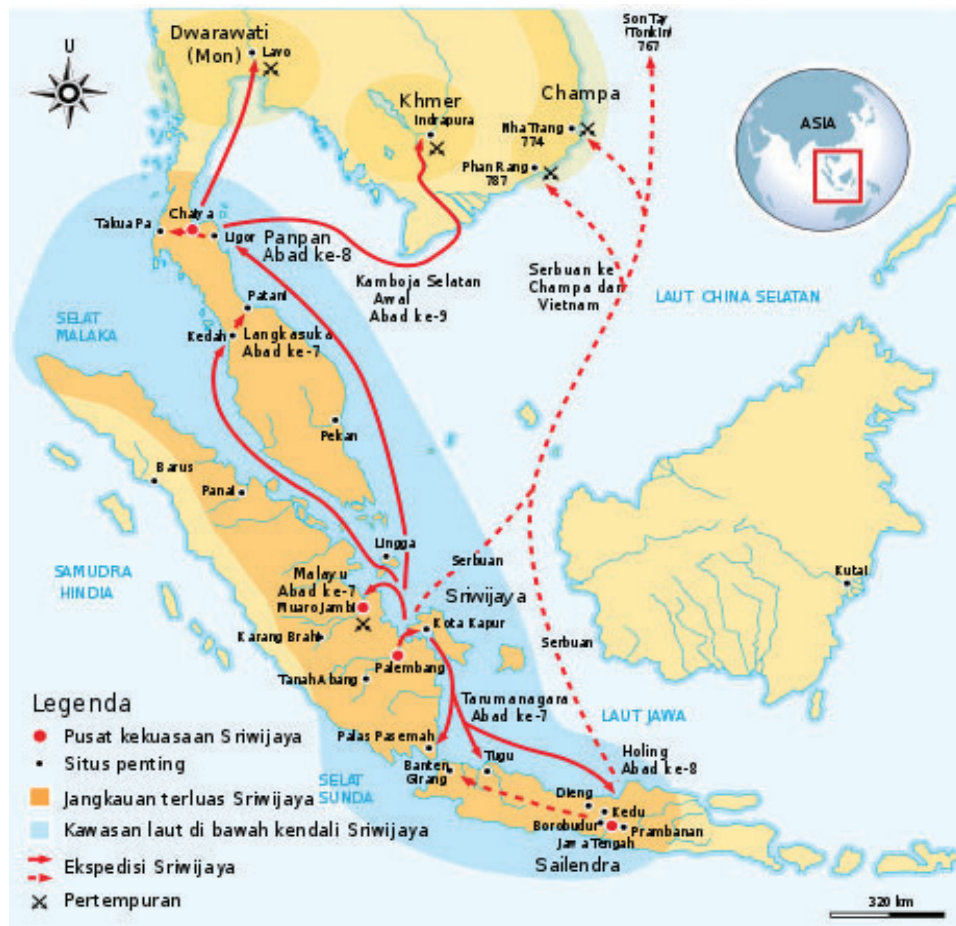 Son Tay
(Tonkin)
767
Dwarawati
(Mon)
Lavo
U
Khmer
Indrapura
Champa
Nha Trang
774
Phan Rang
787
ASIA
Chaiya
Takua Pa
Ligor
Panpan
Abad ke-8
Kamboja Selatan
Awal
Abad ke-9
Serbuan ke
Champa dan
Vietnam
LAUT CHINA SELATAN
Patani
SELAT
MALAKA
Kedah
Langkasuka
Abad ke-7
Pekan
Barus
Panai
Lingga
Serbuan
SAMUDRA
HINDIA
Malayu
Abad ke-7
Muaro Jambi
Sriwijaya
Kutai
Kota Kapur
Karang Brahi
Serbuan
Palembang
Tanah Abang
Tarumanagara
Abad ke-7
LAUT JAWA
Palas Pasemah
Holing
Abad ke-8
Tugu
Banten
Girang
SELAT
SUNDA
Dieng
Kedu
Borobudur
Prambanan
Jawa Tengah
Sailendra
Legenda
Pusat kekuasaan Sriwijaya
Situs penting
Jangkauan terluas Sriwijaya
Kawasan laut di bawah kendali Sriwijaya
Ekspedisi Sriwijaya
Pertempuran
320 km